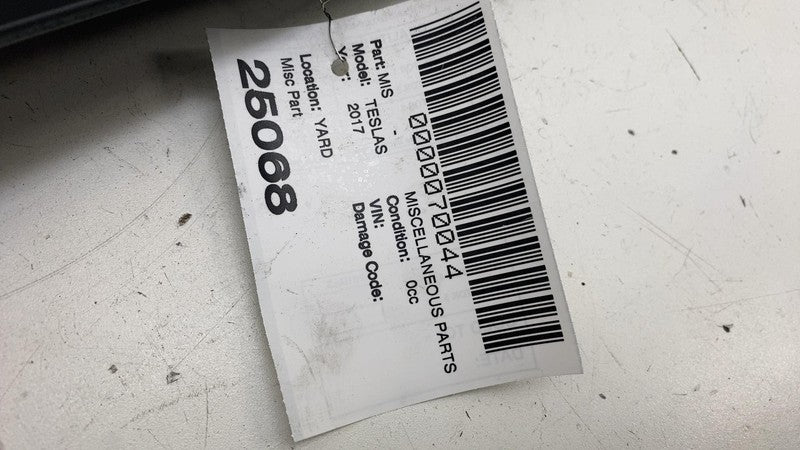 0000070044
Part: MIS - MISCELLANEOUS PARTS
Model: TESLAS Condition: 0cc
2017 VIN:
Damage Code:
Location: YARD
Misc Part
25068